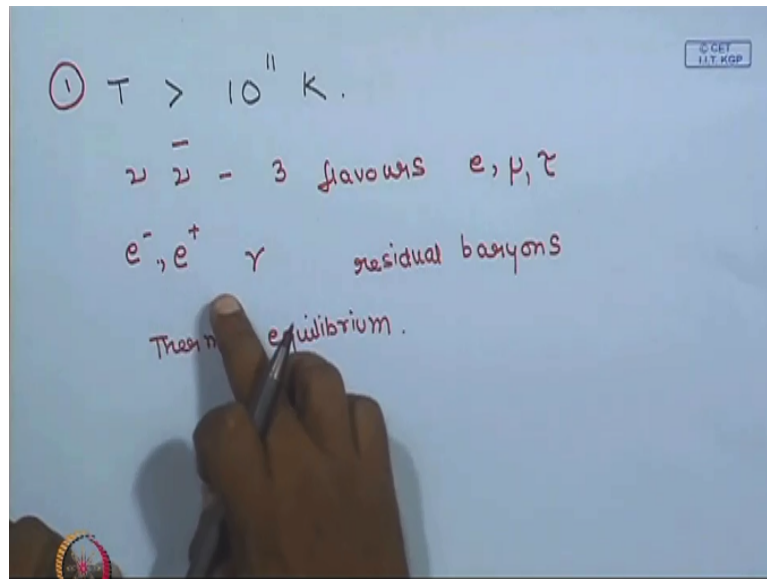 ① T > 10¹¹ K.
© CET
I.I.T. KGP
ν ν̄ - 3 flavours e, μ, τ
e⁻, e⁺ γ residual baryons
equilibrium.